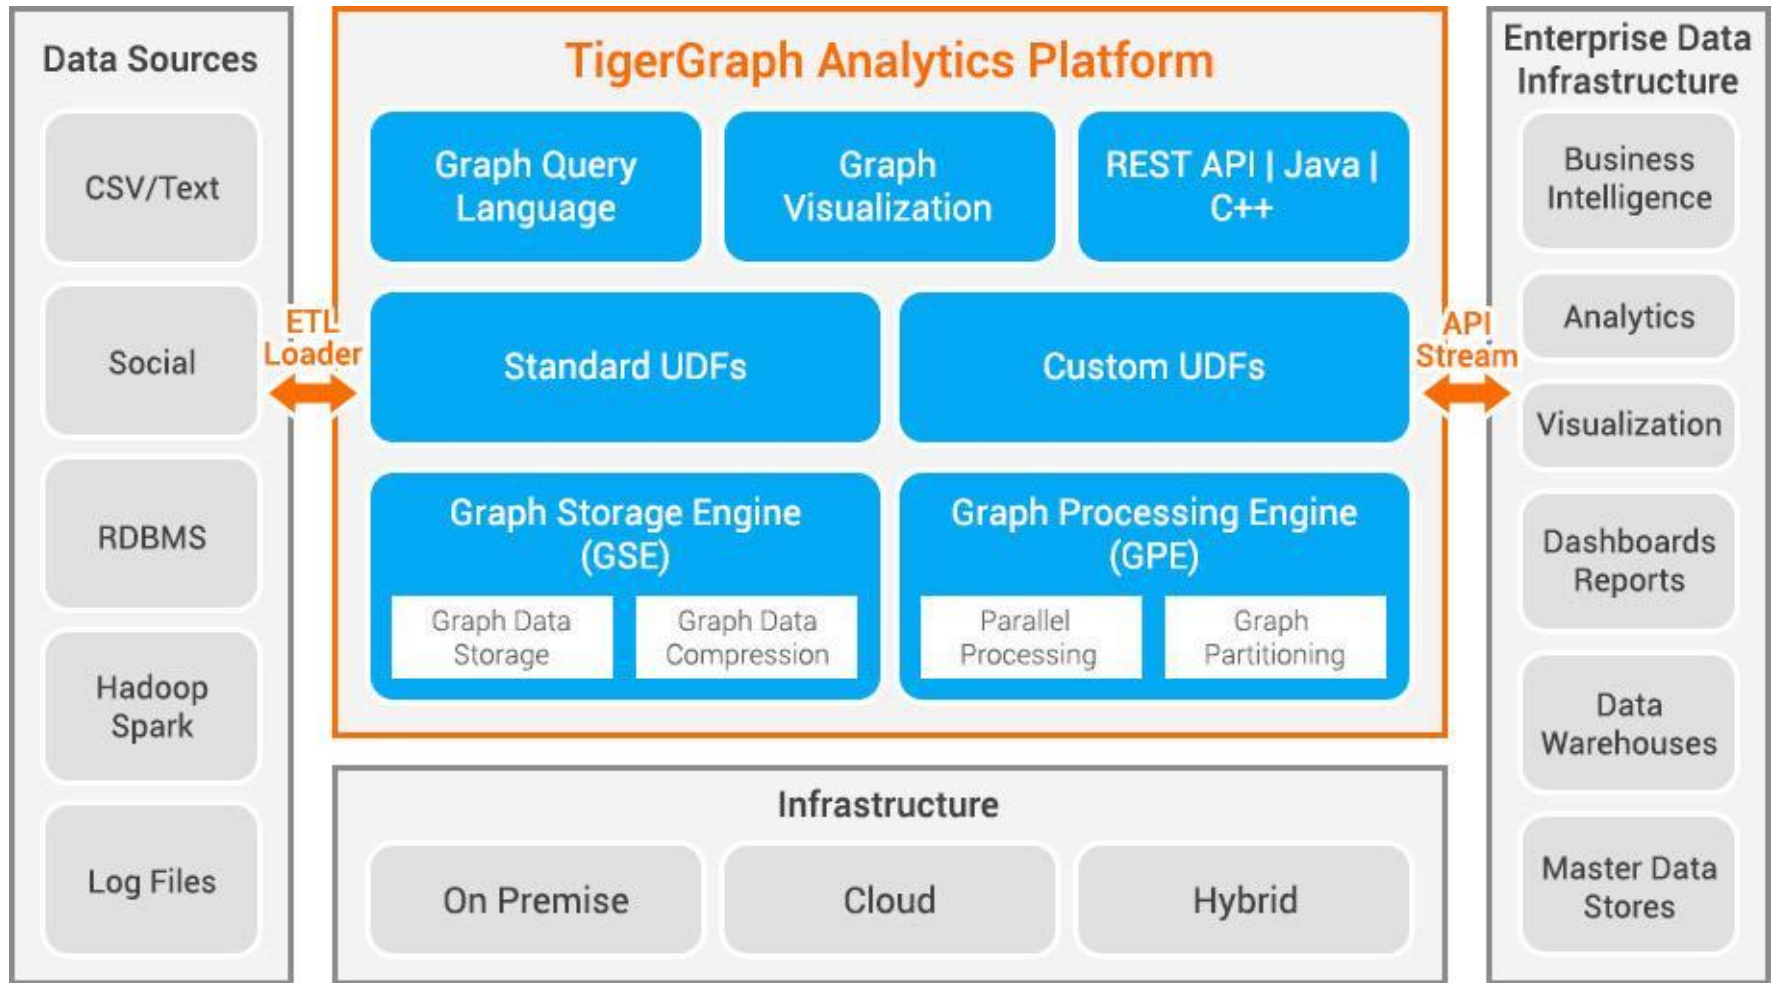 Data Sources
CSV/Text
Social
RDBMS
Hadoop
Spark
Log Files
ETL
Loader
TigerGraph Analytics Platform
Graph Query
Language
Graph
Visualization
REST API | Java |
C++
Standard UDFs
Custom UDFs
Graph Storage Engine
(GSE)
Graph Data
Storage
Graph Data
Compression
Graph Processing Engine
(GPE)
Parallel
Processing
Graph
Partitioning
Infrastructure
On Premise
Cloud
Hybrid
API
Stream
Enterprise Data
Infrastructure
Business
Intelligence
Analytics
Visualization
Dashboards
Reports
Data
Warehouses
Master Data
Stores